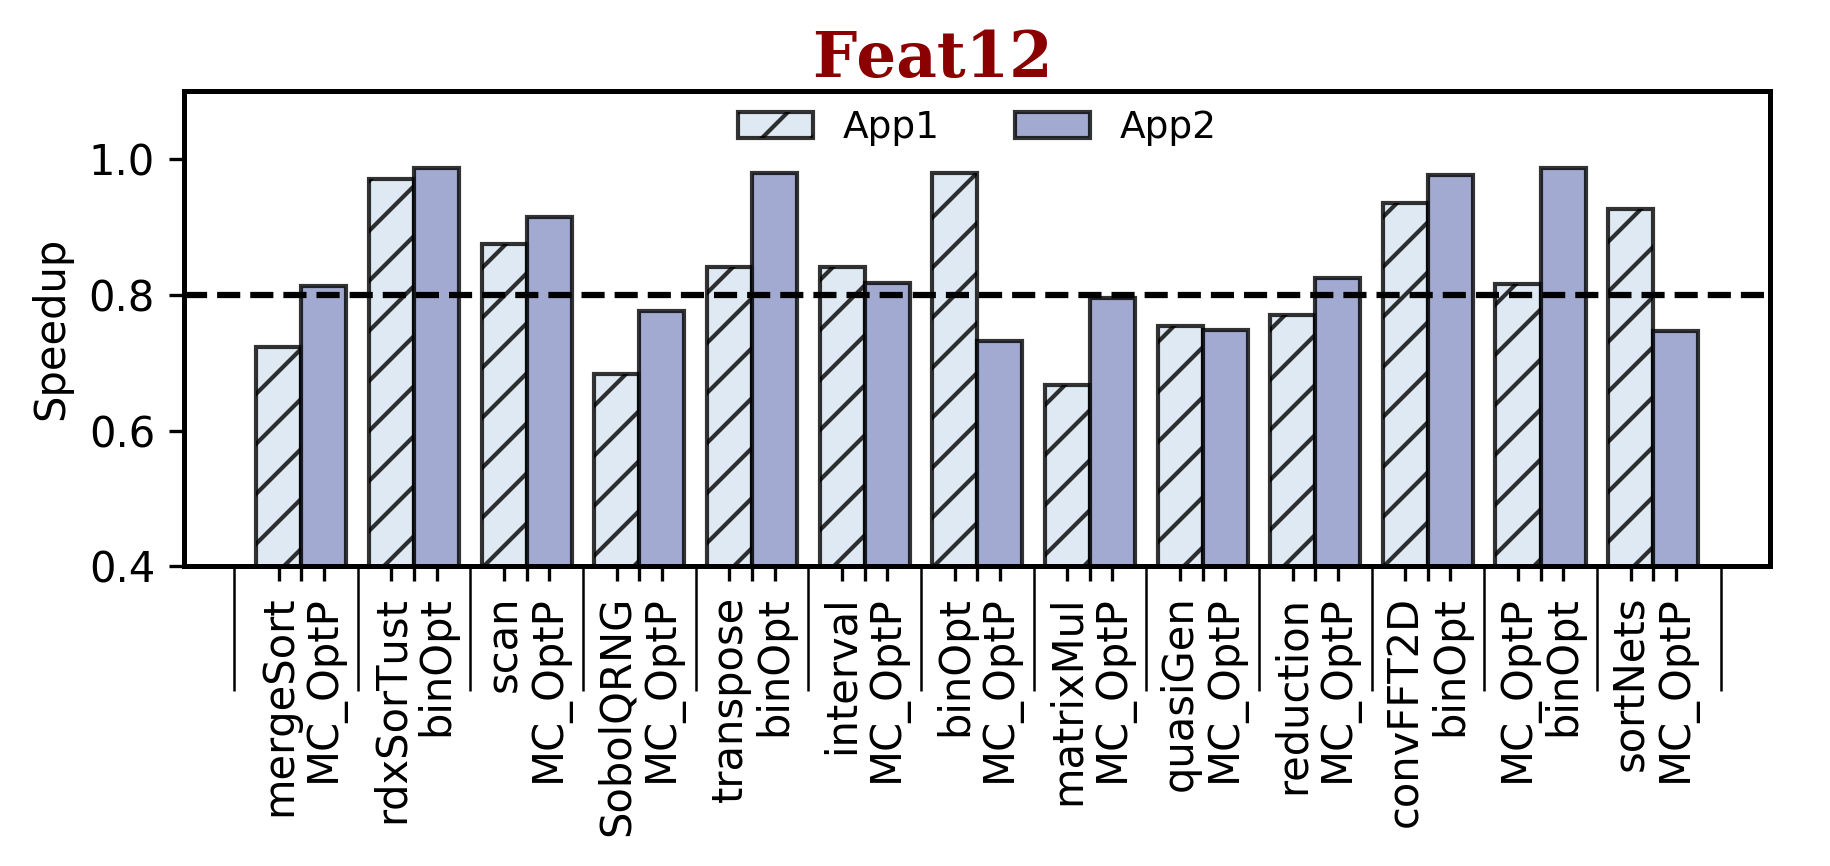 Feat12
App1 App2
Speedup
1.0
0.8
0.6
0.4
mergeSort
MC_OptP
rdxSorTust
binOpt
scan
MC_OptP
SobolQRNG
MC_OptP
transpose
binOpt
interval
MC_OptP
binOpt
MC_OptP
matrixMul
MC_OptP
quasiGen
MC_OptP
reduction
MC_OptP
convFFT2D
binOpt
MC_OptP
binOpt
sortNets
MC_OptP